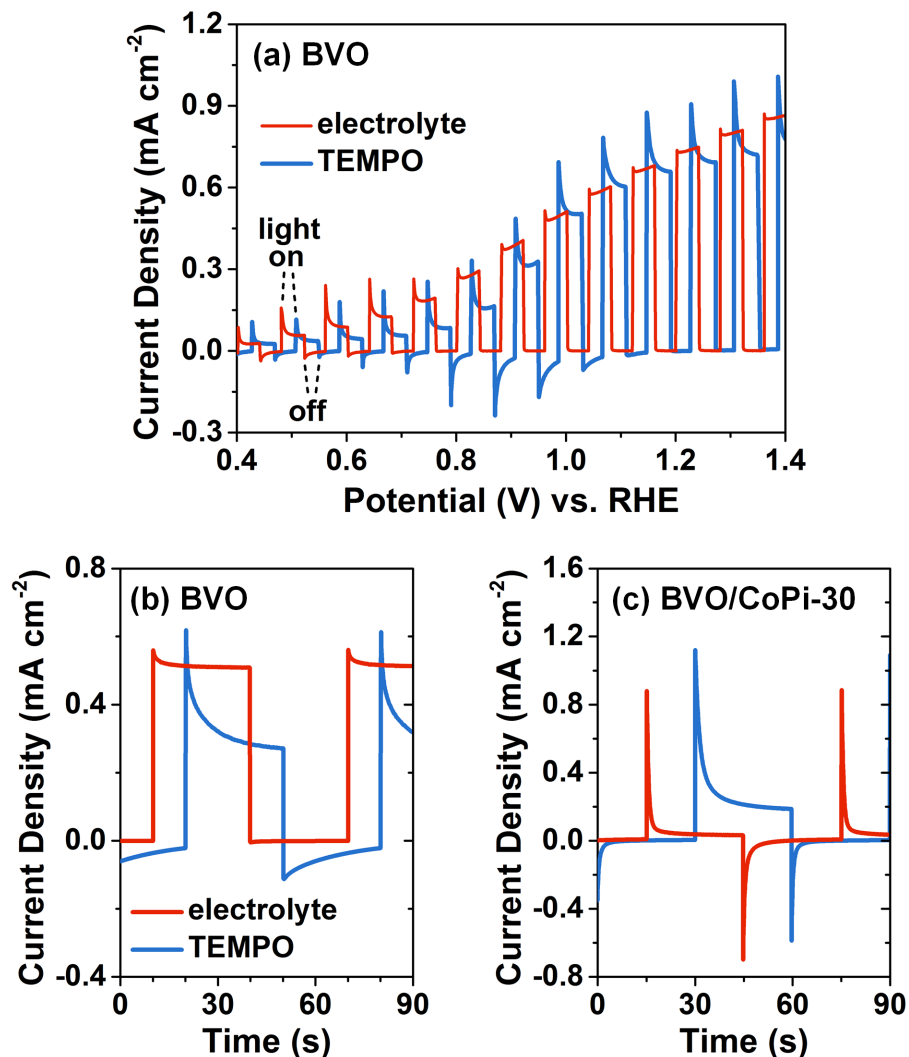 (a) BVO
electrolyte
TEMPO
light
on
off
1.2
0.9
0.6
0.3
0.0
-0.3
0.4 0.6 0.8 1.0 1.2 1.4
Current Density (mA cm⁻²)
Potential (V) vs. RHE
(b) BVO
electrolyte
TEMPO
0.8
0.4
0.0
-0.4
0 30 60 90
Current Density (mA cm⁻²)
Time (s)
(c) BVO/CoPi-30
1.6
1.2
0.8
0.4
0.0
-0.4
-0.8
0 30 60 90
Current Density (mA cm⁻²)
Time (s)